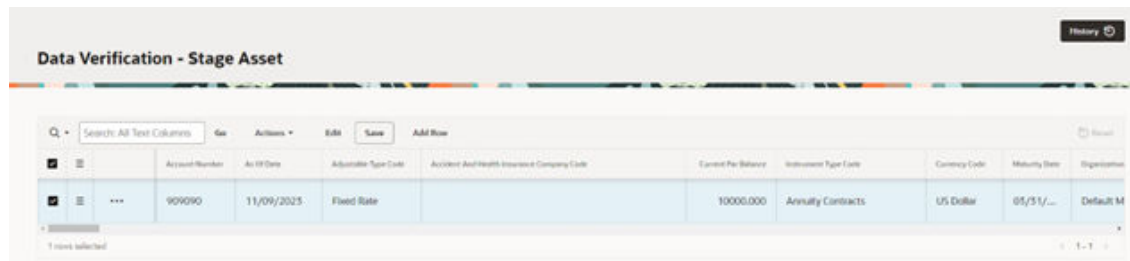 History
Data Verification - Stage Asset
Search: All Text Columns Go Actions Edit Save Add Row Reset
Account Number As Of Date Adjustable Type Code Accident And Health Insurance Company Code Current Par Balance Instrument Type Code Currency Code Maturity Date Organization
909090 11/09/2023 Fixed Rate 10000.000 Annuity Contracts US Dollar 03/31/... Default M
1 rows selected 1 - 1